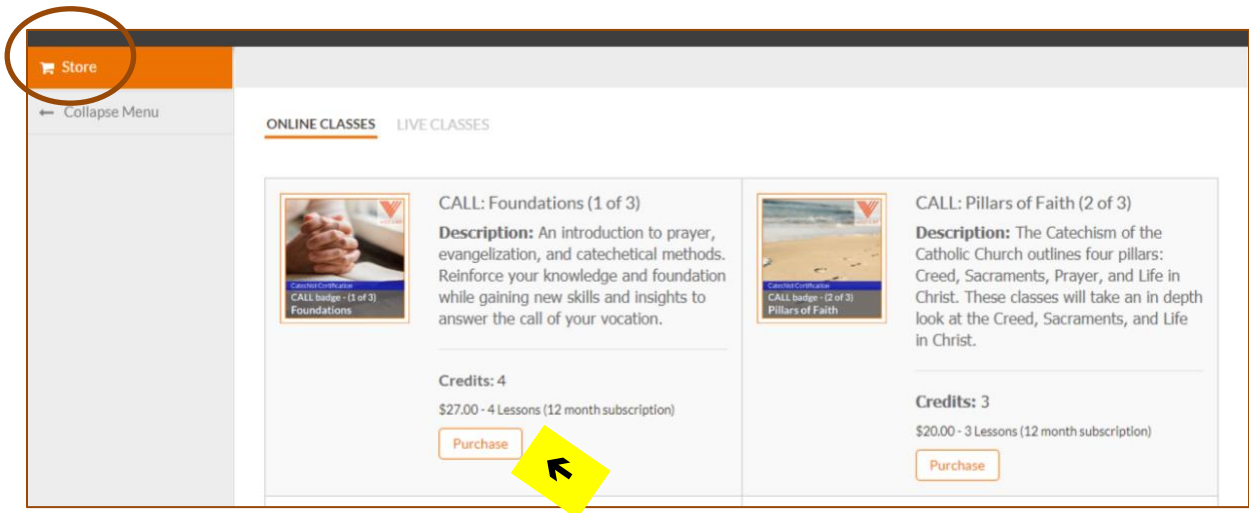 Store
Collapse Menu
ONLINE CLASSES LIVE CLASSES
Catechist Certification
CALL badge - (1 of 3)
Foundations
CALL: Foundations (1 of 3)
Description: An introduction to prayer,
evangelization, and catechetical methods.
Reinforce your knowledge and foundation
while gaining new skills and insights to
answer the call of your vocation.
Credits: 4
$27.00 - 4 Lessons (12 month subscription)
Purchase
Catechist Certification
CALL badge - (2 of 3)
Pillars of Faith
CALL: Pillars of Faith (2 of 3)
Description: The Catechism of the
Catholic Church outlines four pillars:
Creed, Sacraments, Prayer, and Life in
Christ. These classes will take an in depth
look at the Creed, Sacraments, and Life
in Christ.
Credits: 3
$20.00 - 3 Lessons (12 month subscription)
Purchase